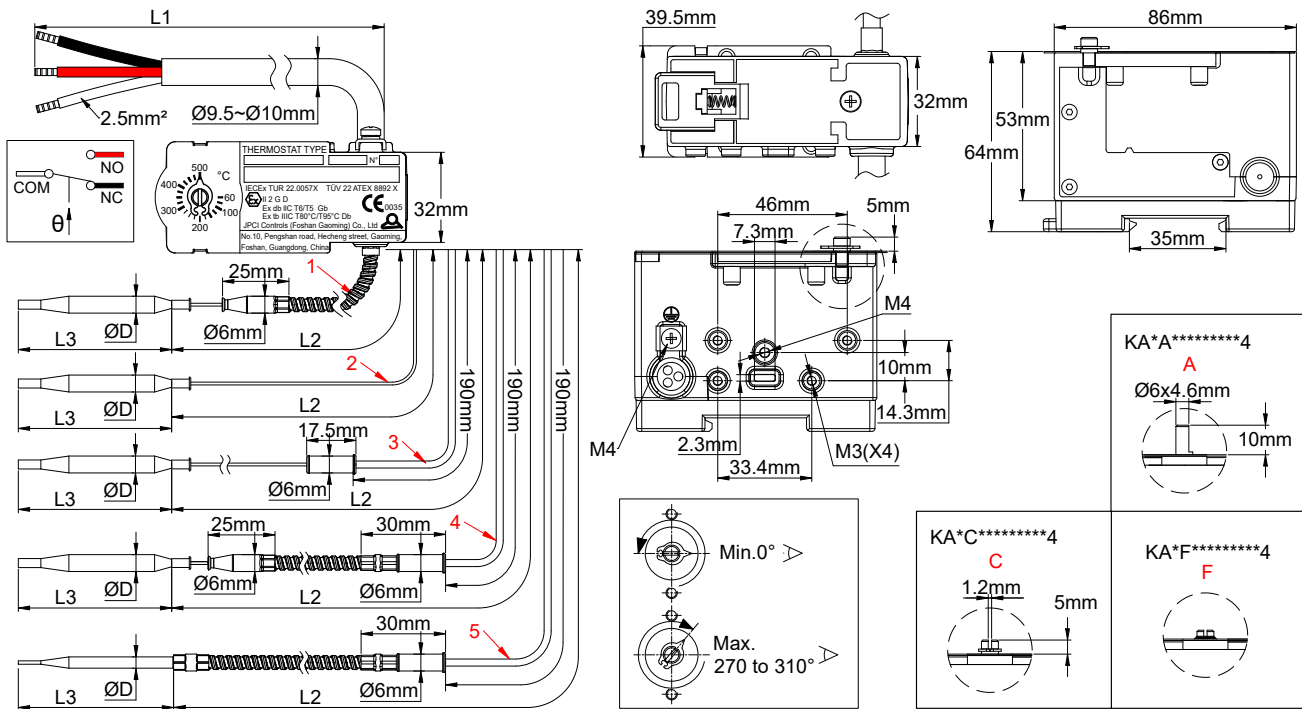 L1
2.5mm²
Ø9.5~Ø10mm
NO
COM
NC
θ
THERMOSTAT TYPE
N°
500
°C
400
60
300
100
200
IECEx TUR 22.0057X TÜV 22 ATEX 8892 X
Ex II 2 G D
Ex db IIC T6/T5 Gb
Ex tb IIIC T80°C/T95°C Db
CE 0035
JPCI Controls (Foshan Gaoming) Co., Ltd
No.10, Pengshan road, Hecheng street, Gaoming,
Foshan, Guangdong, China
32mm
25mm
1
ØD
Ø6mm
L3
L2
2
ØD
L3
L2
190mm
190mm
190mm
17.5mm
3
ØD
Ø6mm
L3
L2
25mm
30mm
4
ØD
Ø6mm
Ø6mm
L3
L2
30mm
5
ØD
Ø6mm
L3
L2
39.5mm
32mm
86mm
53mm
64mm
35mm
46mm
7.3mm
5mm
M4
10mm
14.3mm
M4
2.3mm
33.4mm
M3(X4)
Min.0°
Max.
270 to 310°
KA*A*********4
A
Ø6x4.6mm
10mm
KA*C*********4
C
1.2mm
5mm
KA*F*********4
F